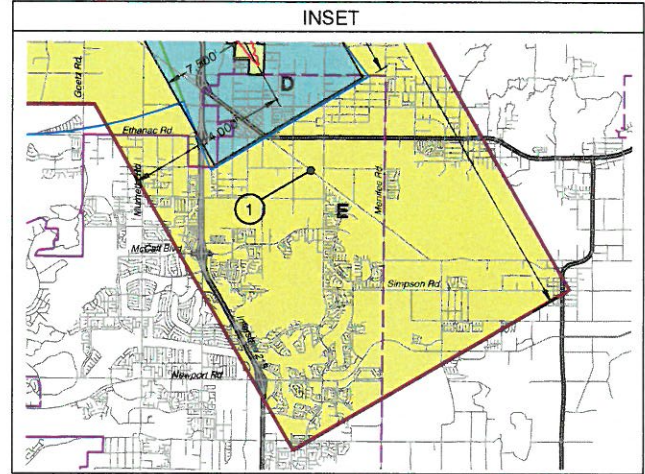 INSET
Goetz Rd.
7,500'
D
14,000'
Ethanac Rd
Murrieta Rd
1
E
Menifee Rd
McCall Blvd
Simpson Rd
Newport Rd